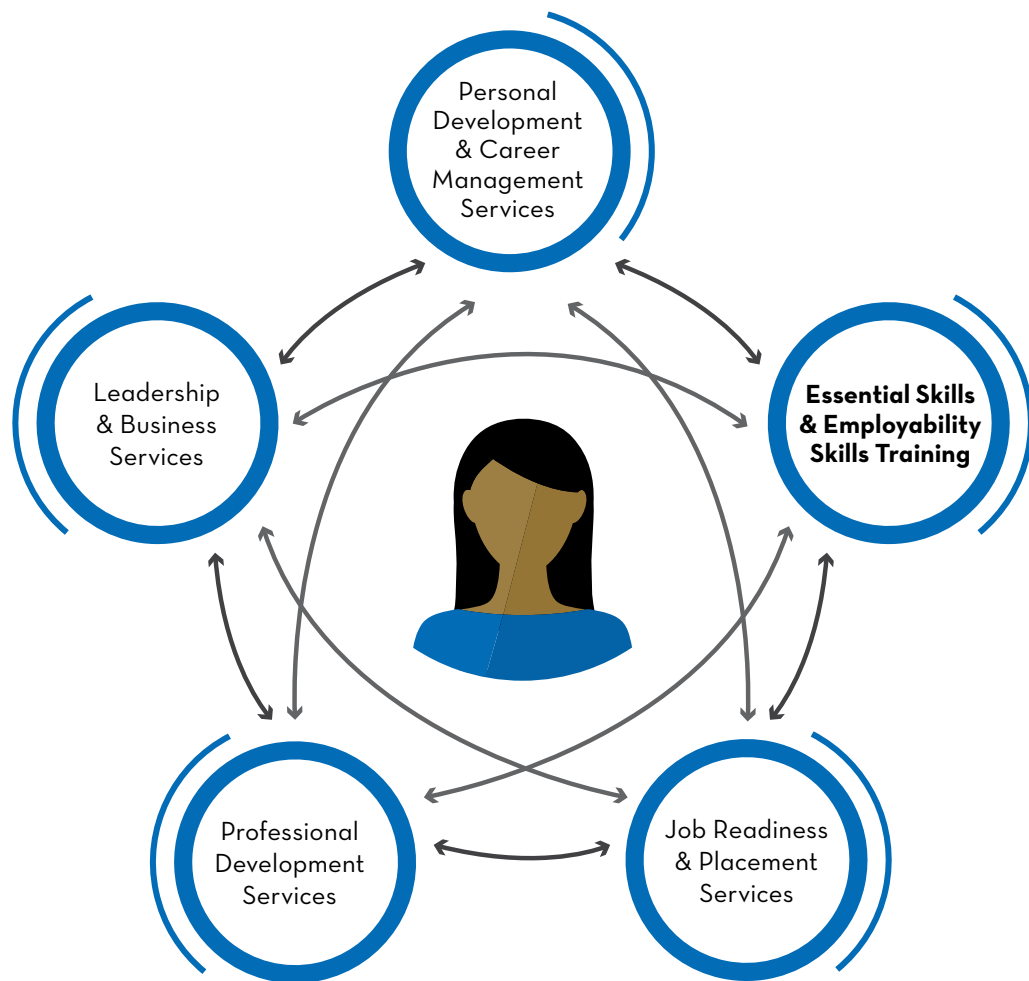 Personal
Development
& Career
Management
Services
Leadership
& Business
Services
Essential Skills
& Employability
Skills Training
Professional
Development
Services
Job Readiness
& Placement
Services